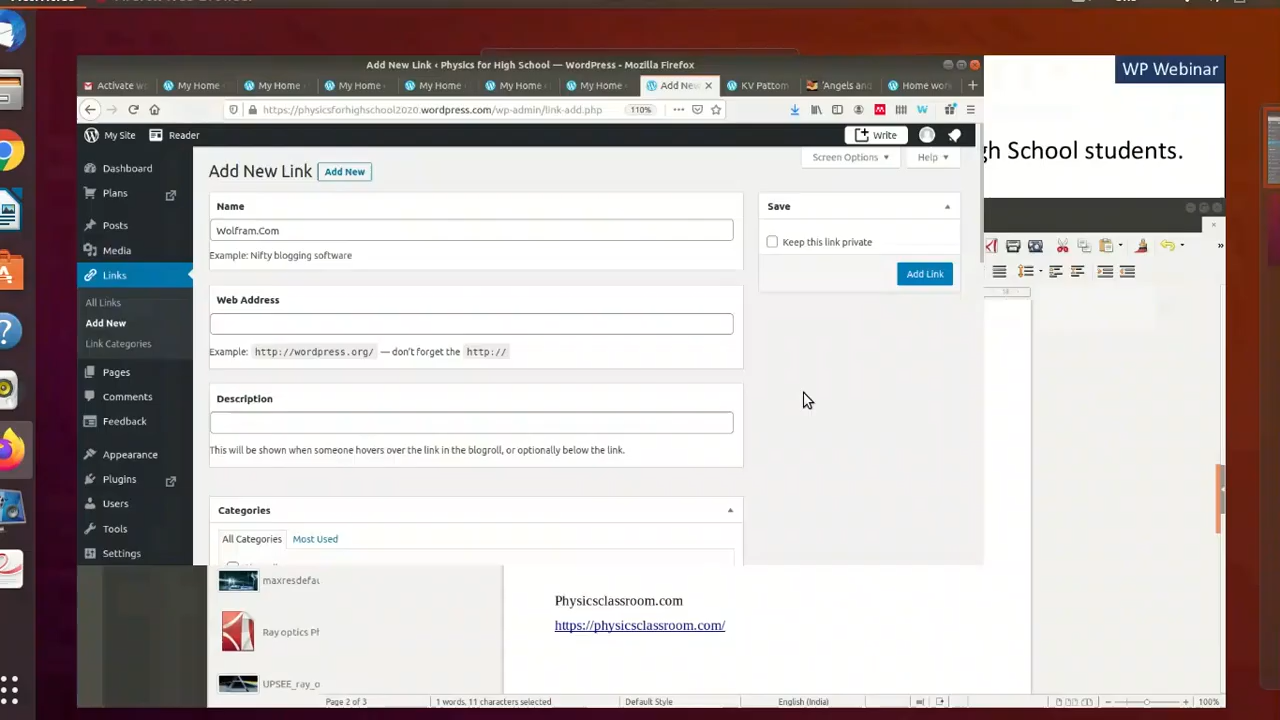 WP Webinar
Add New Link ‹ Physics for High School — WordPress - Mozilla Firefox
Activate w
My Home
My Home
My Home
My Home
My Home
Add New
KV Pattom
'Angels and
Home work
https://physicsforhighschool2020.wordpress.com/wp-admin/link-add.php
110%
My Site
Reader
Write
gh School students.
Dashboard
Plans
Posts
Media
Links
All Links
Add New
Link Categories
Pages
Comments
Feedback
Appearance
Plugins
Users
Tools
Settings
Screen Options
Help
Add New Link
Add New
Name
Wolfram.Com
Example: Nifty blogging software
Web Address
Example: http://wordpress.org/ — don't forget the http://
Description
This will be shown when someone hovers over the link in the blogroll, or optionally below the link.
Categories
All Categories
Most Used
Save
Keep this link private
Add Link
maxresdefau
Ray optics Ph
UPSEE_ray_o
Physicsclassroom.com
https://physicsclassroom.com/
Page 2 of 3
1 words, 11 characters selected
Default Style
English (India)
100%